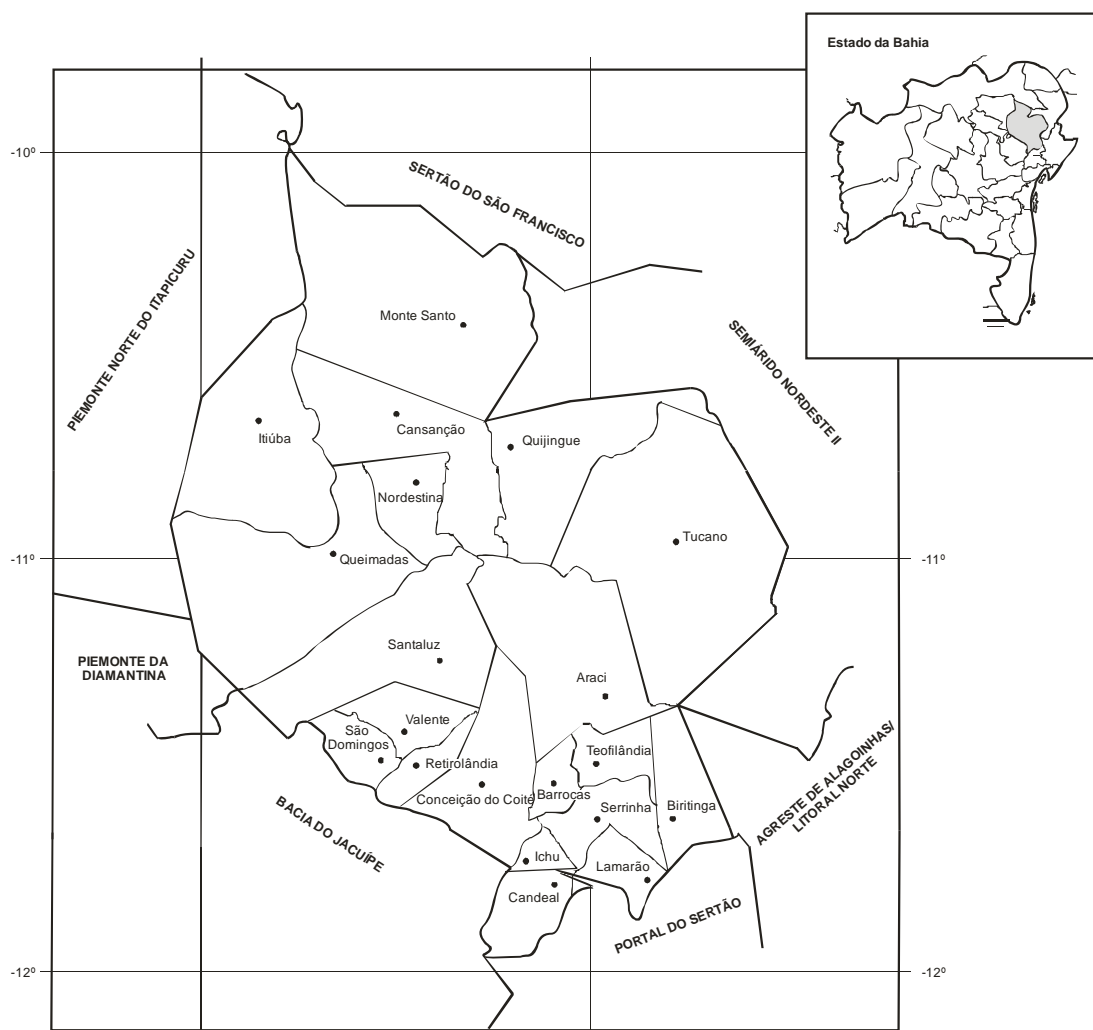 Estado da Bahia
-10º
SERTÃO DO SÃO FRANCISCO
PIEMONTE NORTE DO ITAPICURU
Monte Santo
SEMIÁRIDO NORDESTE II
Itiúba
Cansanção
Quijingue
Nordestina
Tucano
-11º
Queimadas
-11º
Santaluz
PIEMONTE DA
DIAMANTINA
Araci
São
Domingos
Valente
Teofilândia
Retirolândia
Conceição do Coité
Barrocas
Serrinha
Biritinga
AGRESTE DE ALAGOINHAS/
LITORAL NORTE
BACIA DO JACUÍPE
Ichu
Lamarão
Candeal
PORTAL DO SERTÃO
-12º
-12º